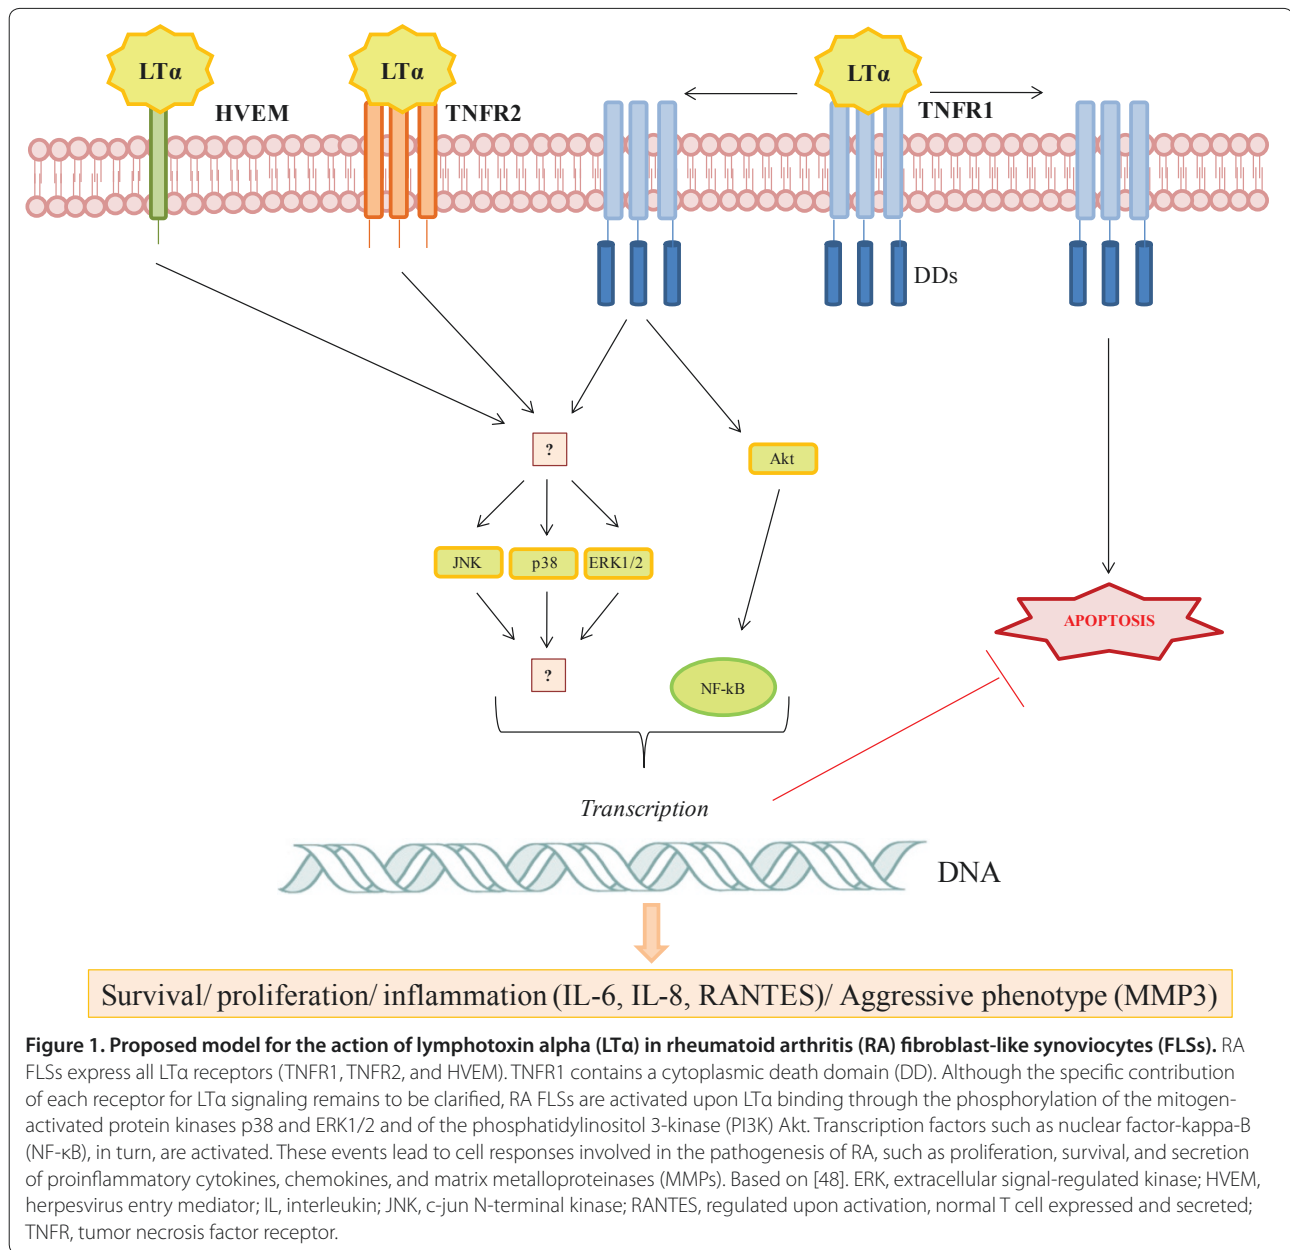 LTα
LTα
LTα
HVEM
TNFR2
TNFR1
DDs
?
Akt
JNK
p38
ERK1/2
APOPTOSIS
?
NF-kB
Transcription
DNA
Survival/ proliferation/ inflammation (IL-6, IL-8, RANTES)/ Aggressive phenotype (MMP3)
Figure 1. Proposed model for the action of lymphotoxin alpha (LTα) in rheumatoid arthritis (RA) fibroblast-like synoviocytes (FLSs). RA
FLSs express all LTα receptors (TNFR1, TNFR2, and HVEM). TNFR1 contains a cytoplasmic death domain (DD). Although the specific contribution
of each receptor for LTα signaling remains to be clarified, RA FLSs are activated upon LTα binding through the phosphorylation of the mitogen-
activated protein kinases p38 and ERK1/2 and of the phosphatidylinositol 3-kinase (PI3K) Akt. Transcription factors such as nuclear factor-kappa-B
(NF-κB), in turn, are activated. These events lead to cell responses involved in the pathogenesis of RA, such as proliferation, survival, and secretion
of proinflammatory cytokines, chemokines, and matrix metalloproteinases (MMPs). Based on [48]. ERK, extracellular signal-regulated kinase; HVEM,
herpesvirus entry mediator; IL, interleukin; JNK, c-jun N-terminal kinase; RANTES, regulated upon activation, normal T cell expressed and secreted;
TNFR, tumor necrosis factor receptor.